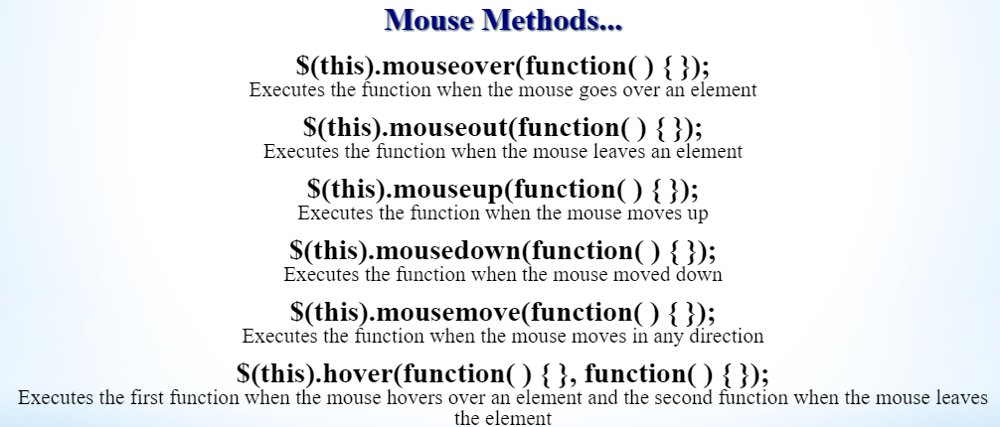 Mouse Methods...
$(this).mouseover(function( ) { });
Executes the function when the mouse goes over an element
$(this).mouseout(function( ) { });
Executes the function when the mouse leaves an element
$(this).mouseup(function( ) { });
Executes the function when the mouse moves up
$(this).mousedown(function( ) { });
Executes the function when the mouse moved down
$(this).mousemove(function( ) { });
Executes the function when the mouse moves in any direction
$(this).hover(function( ) { }, function( ) { });
Executes the first function when the mouse hovers over an element and the second function when the mouse leaves
the element